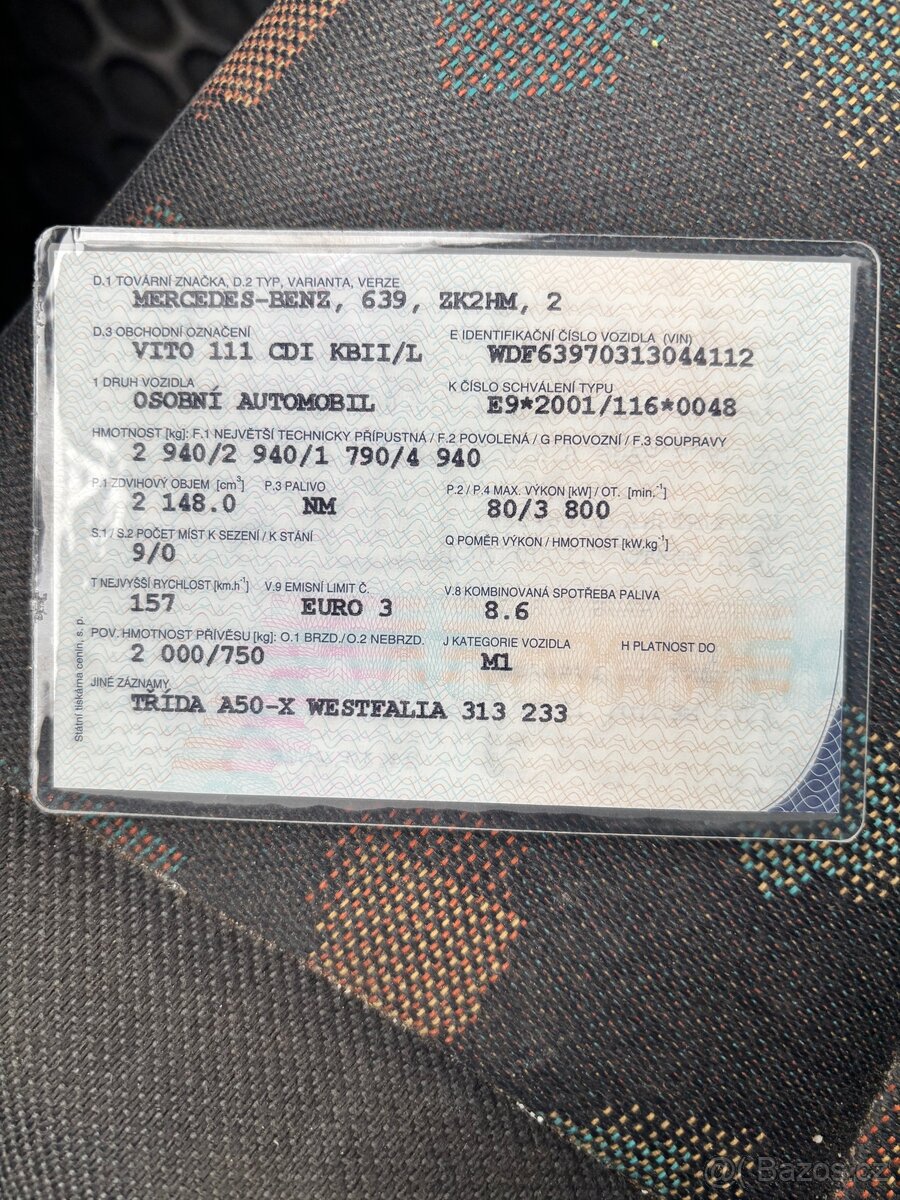 D.1 TOVÁRNÍ ZNAČKA, D.2 TYP, VARIANTA, VERZE
MERCEDES-BENZ, 639, ZK2HM, 2
D.3 OBCHODNÍ OZNAČENÍ E IDENTIFIKAČNÍ ČÍSLO VOZIDLA (VIN)
VITO 111 CDI KBII/L WDF63970313044112
1 DRUH VOZIDLA K ČÍSLO SCHVÁLENÍ TYPU
OSOBNÍ AUTOMOBIL E9*2001/116*0048
HMOTNOST [kg]: F.1 NEJVĚTŠÍ TECHNICKY PŘÍPUSTNÁ / F.2 POVOLENÁ / G PROVOZNÍ / F.3 SOUPRAVY
2 940/2 940/1 790/4 940
P.1 ZDVIHOVÝ OBJEM [cm³] P.3 PALIVO P.2 / P.4 MAX. VÝKON [kW] / OT. [min.⁻¹]
2 148.0 NM 80/3 800
S.1 / S.2 POČET MÍST K SEZENÍ / K STÁNÍ Q POMĚR VÝKON / HMOTNOST [kW.kg⁻¹]
9/0
T NEJVYŠŠÍ RYCHLOST [km.h⁻¹] V.9 EMISNÍ LIMIT Č. V.8 KOMBINOVANÁ SPOTŘEBA PALIVA
157 EURO 3 8.6
POV. HMOTNOST PŘÍVĚSU [kg]: O.1 BRZD./ O.2 NEBRZD. J KATEGORIE VOZIDLA H PLATNOST DO
2 000/750 M1
JINÉ ZÁZNAMY
TŘÍDA A50-X WESTFALIA 313 233
Státní tiskárna cenin, s. p.
Bazoš.cz